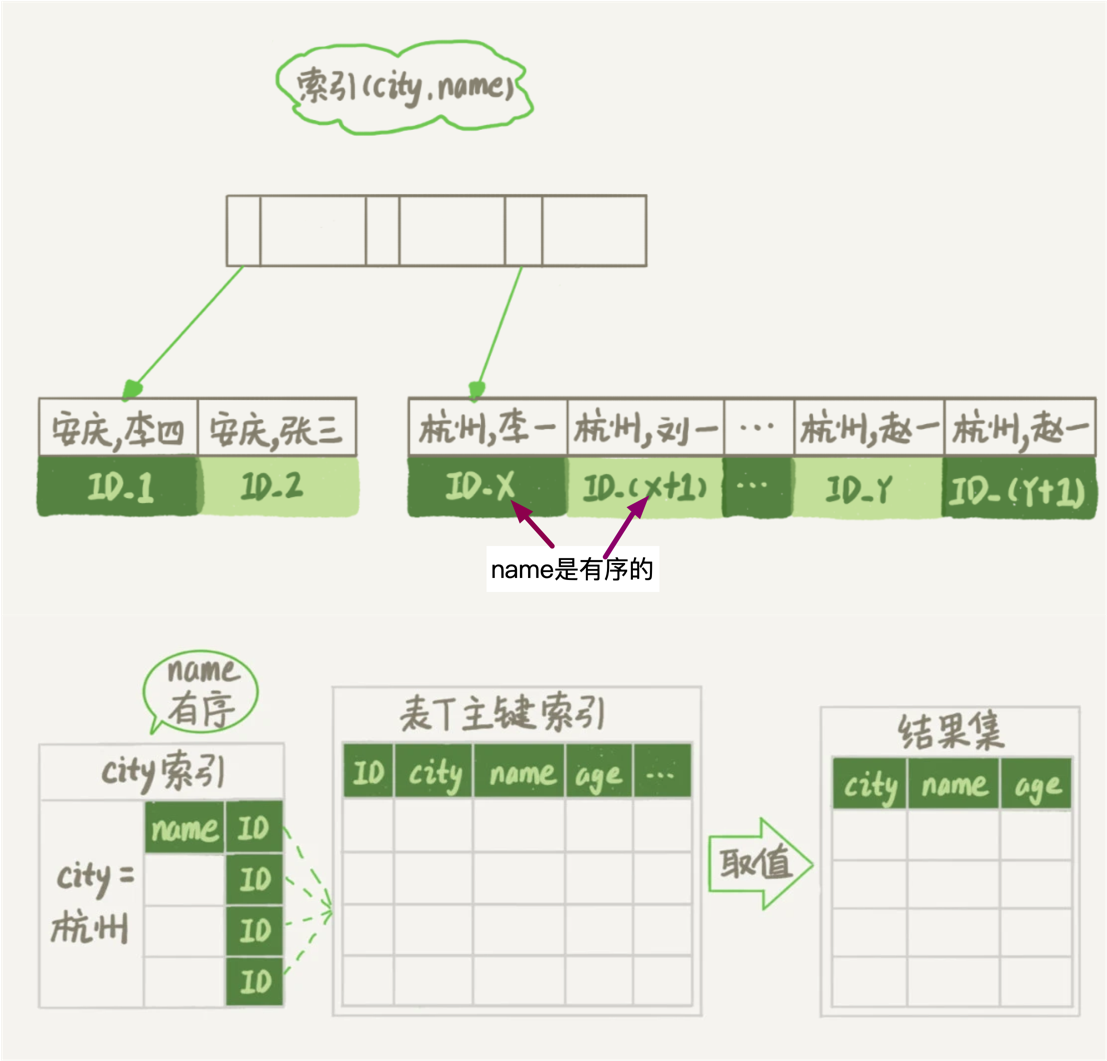 索引(city,name)
安庆,李四
安庆,张三
杭州,李一
杭州,刘一
...
杭州,赵一
杭州,赵一
ID_1
ID_2
ID_X
ID_(X+1)
...
ID_Y
ID_(Y+1)
name是有序的
name
有序
city索引
name
ID
city=
杭州
ID
ID
ID
表T主键索引
ID
city
name
age
...
取值
结果集
city
name
age